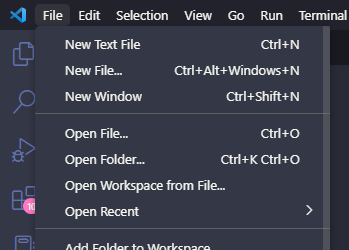 File Edit Selection View Go Run Terminal
New Text File Ctrl+N
New File... Ctrl+Alt+Windows+N
New Window Ctrl+Shift+N
Open File... Ctrl+O
Open Folder... Ctrl+K Ctrl+O
Open Workspace from File...
Open Recent
10
Add Folder to Workspace